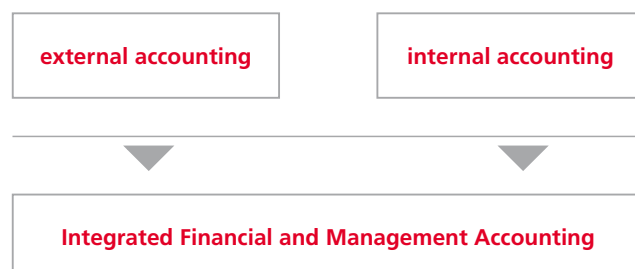 external accounting
internal accounting
Integrated Financial and Management Accounting